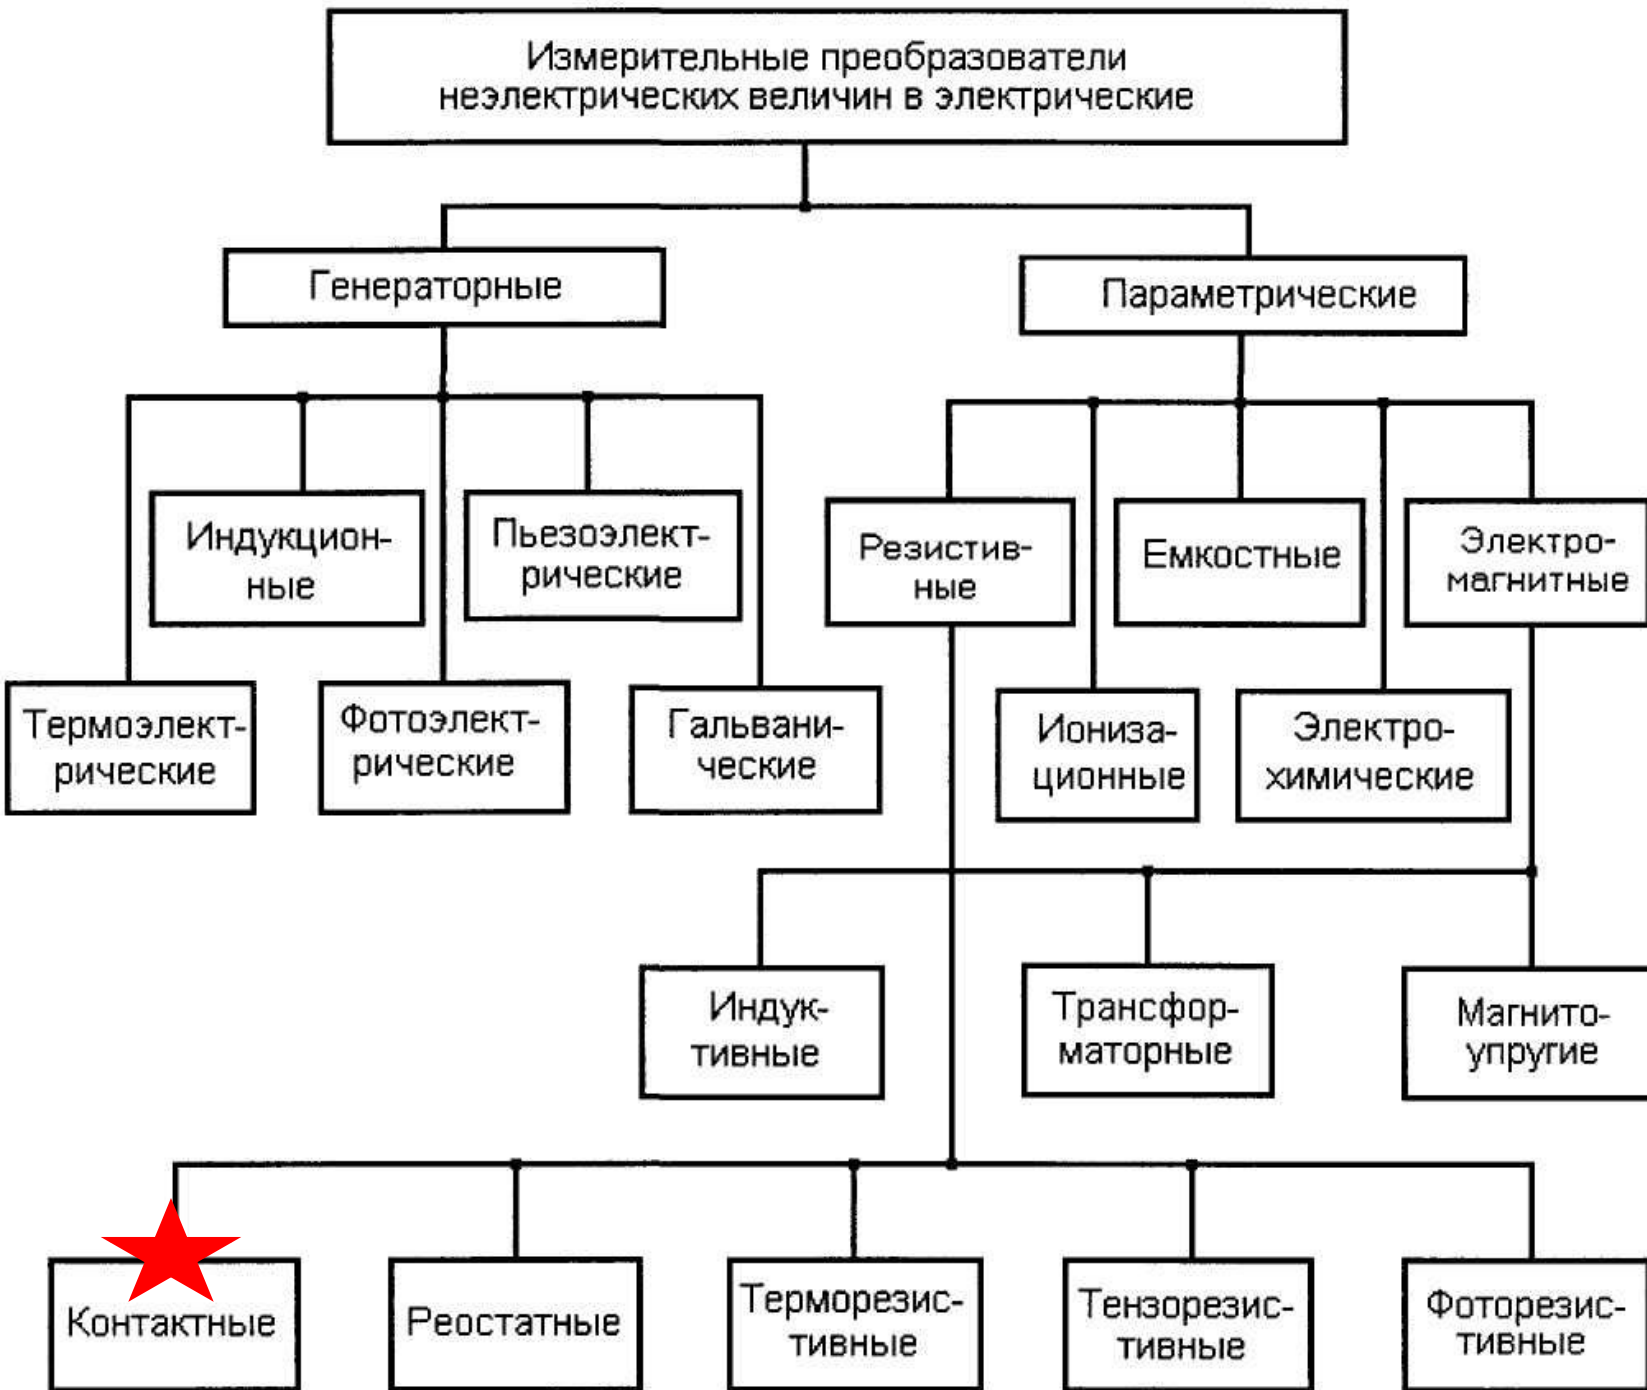 Измерительные преобразователи
неэлектрических величин в электрические
Генераторные
Параметрические
Индукцион-
ные
Пьезоэлект-
рические
Резистив-
ные
Емкостные
Электро-
магнитные
Термоэлект-
рические
Фотоэлект-
рические
Гальвани-
ческие
Иониза-
ционные
Электро-
химические
Индук-
тивные
Трансфор-
маторные
Магнито-
упругие
Контактные
Реостатные
Терморезис-
тивные
Тензорезис-
тивные
Фоторезис-
тивные